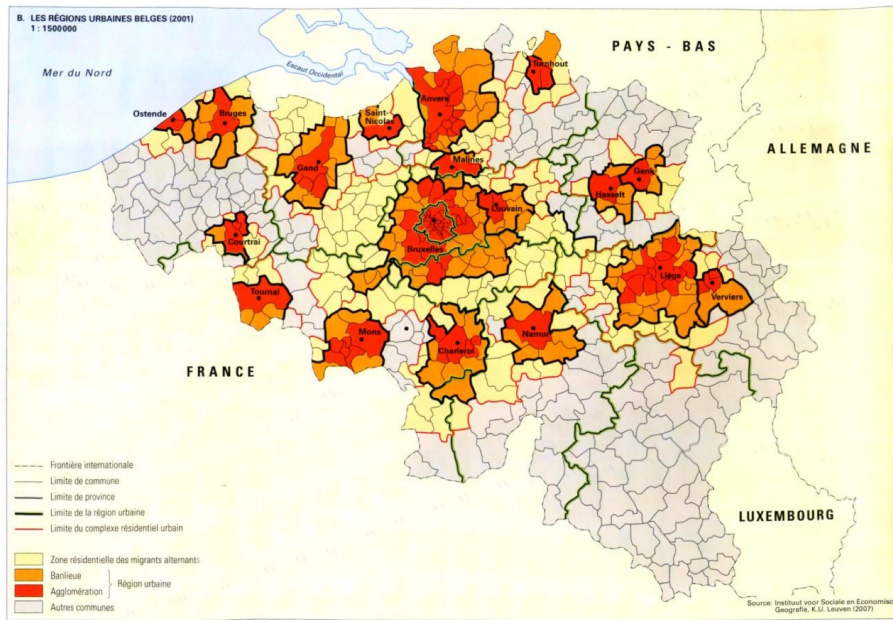 B. LES RÉGIONS URBAINES BELGES (2001)
1 : 1500000
PAYS - BAS
Mer du Nord
Escaut Occidental
Turnhout
Anvers
Ostende
Bruges
Saint-
Nicolas
ALLEMAGNE
Gand
Malines
Genk
Hasselt
Louvain
Courtrai
Bruxelles
Liège
Tournai
Verviers
Mons
Namur
Charleroi
FRANCE
Frontière internationale
Limite de commune
Limite de province
Limite de la région urbaine
Limite du complexe résidentiel urbain
LUXEMBOURG
Zone résidentielle des migrants alternants
Banlieue
Région urbaine
Agglomération
Autres communes
Source: Instituut voor Sociale en Economisc
Geografie, K.U. Leuven (2007)